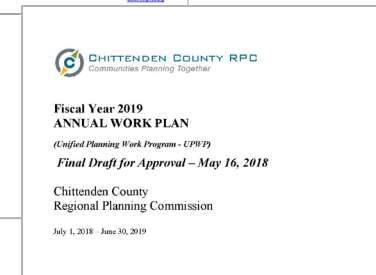 CHITTENDEN COUNTY RPC
Communities Planning Together
Fiscal Year 2019
ANNUAL WORK PLAN
(Unified Planning Work Program - UPWP)
Final Draft for Approval – May 16, 2018
Chittenden County
Regional Planning Commission
July 1, 2018 – June 30, 2019